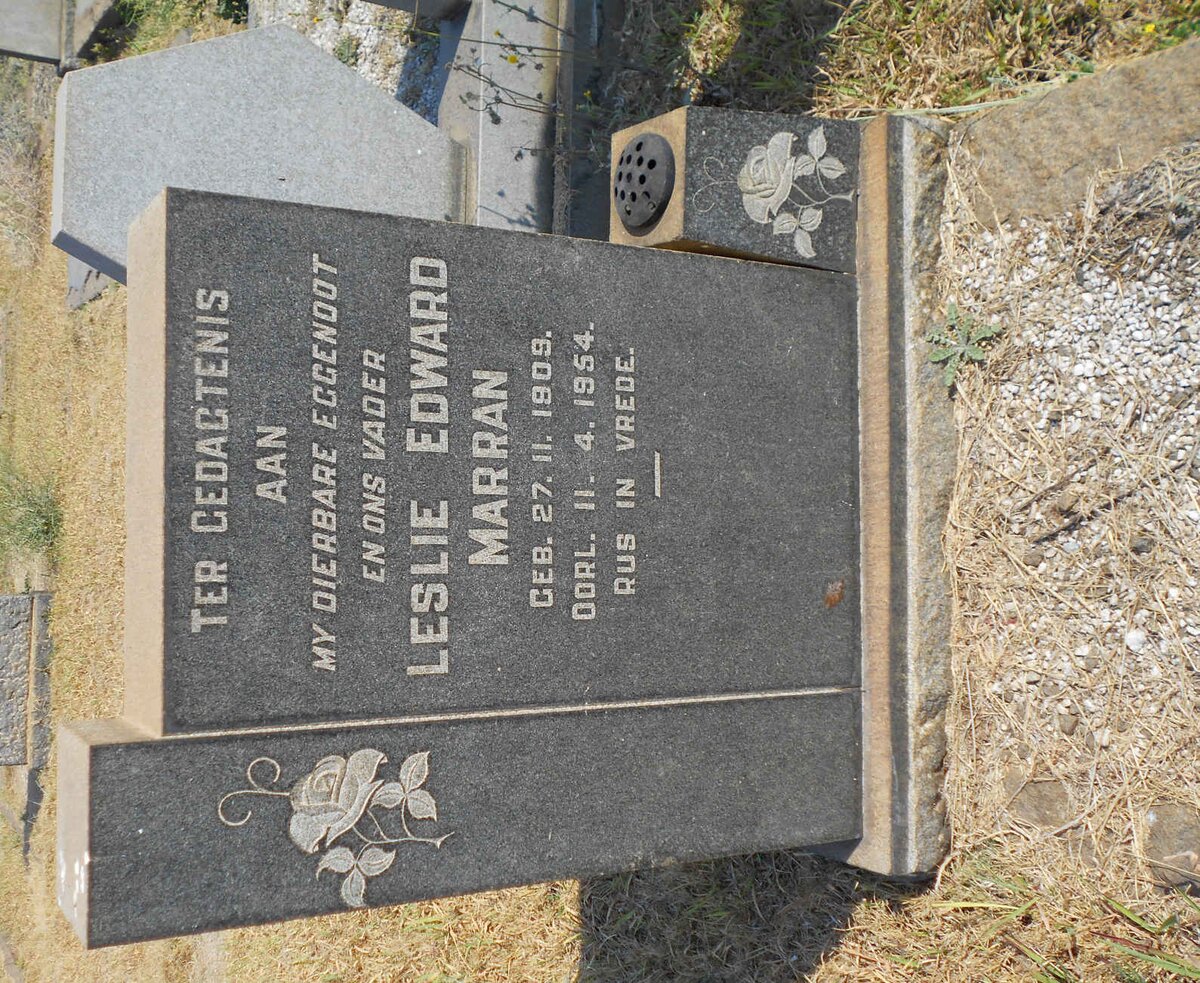 TER GEDAGTENIS
AAN
MY DIERBARE EGGENOOT
EN ONS VADER
LESLIE EDWARD
MARRAN
GEB. 27. 11. 1909.
OORL. 11. 4. 1954.
RUS IN VREDE.